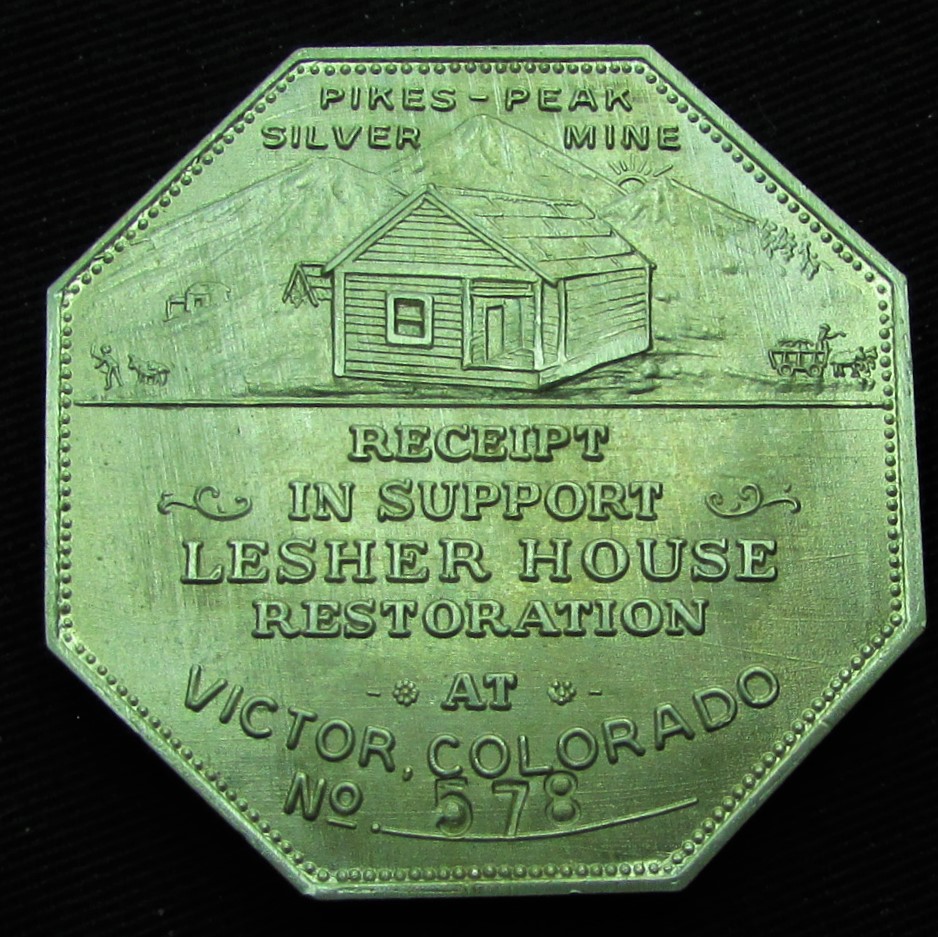 PIKES-PEAK
SILVER MINE
RECEIPT
IN SUPPORT
LESHER HOUSE
RESTORATION
- AT -
VICTOR, COLORADO
No. 578